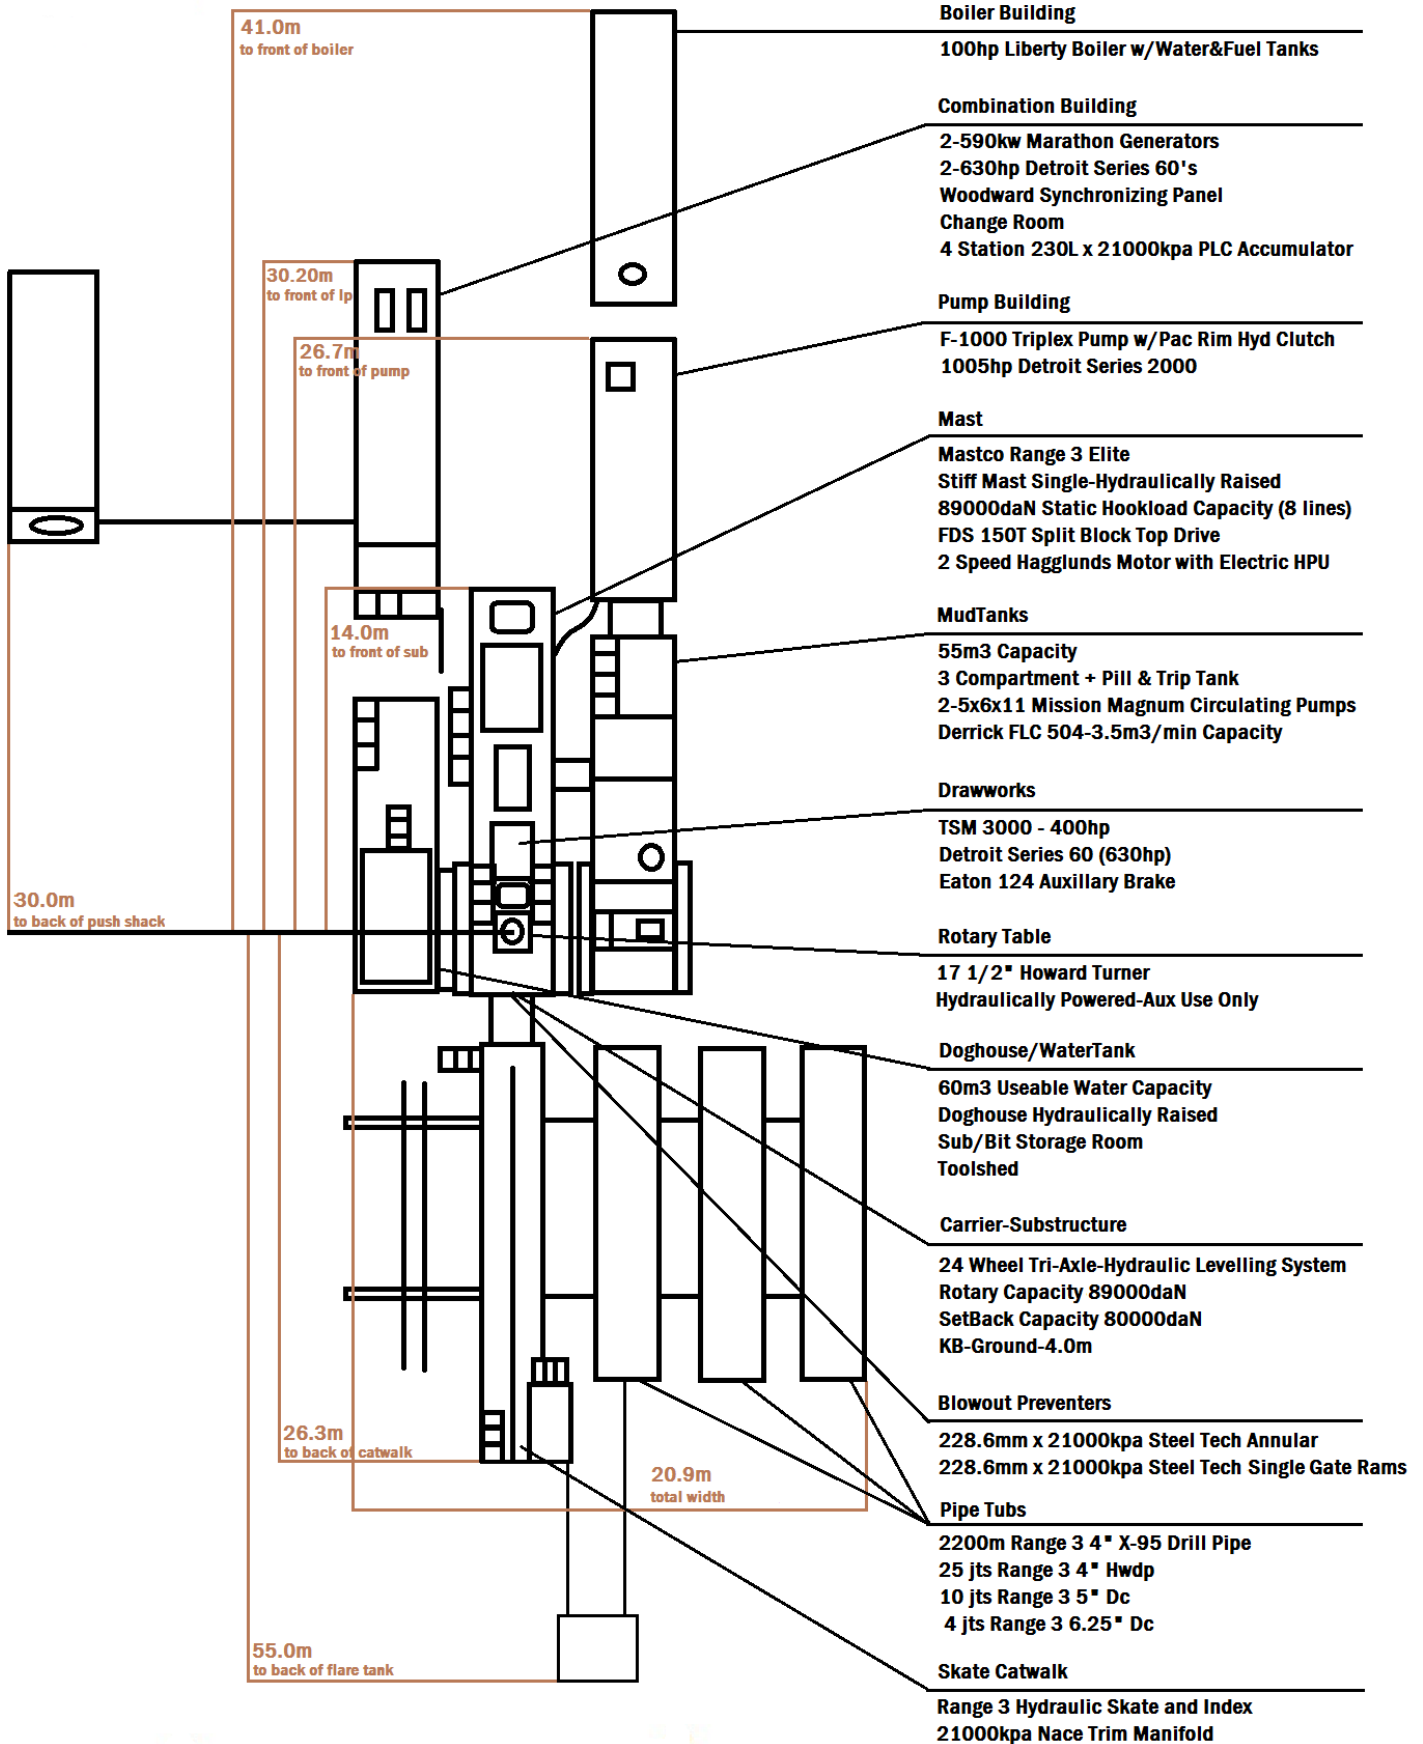 41.0m
to front of boiler
30.20m
to front of lp
26.7m
to front of pump
14.0m
to front of sub
30.0m
to back of push shack
26.3m
to back of catwalk
20.9m
total width
55.0m
to back of flare tank
Boiler Building
100hp Liberty Boiler w/Water&Fuel Tanks
Combination Building
2-590kw Marathon Generators
2-630hp Detroit Series 60's
Woodward Synchronizing Panel
Change Room
4 Station 230L x 21000kpa PLC Accumulator
Pump Building
F-1000 Triplex Pump w/Pac Rim Hyd Clutch
1005hp Detroit Series 2000
Mast
Mastco Range 3 Elite
Stiff Mast Single-Hydraulically Raised
89000daN Static Hookload Capacity (8 lines)
FDS 150T Split Block Top Drive
2 Speed Hagglunds Motor with Electric HPU
MudTanks
55m3 Capacity
3 Compartment + Pill & Trip Tank
2-5x6x11 Mission Magnum Circulating Pumps
Derrick FLC 504-3.5m3/min Capacity
Drawworks
TSM 3000 - 400hp
Detroit Series 60 (630hp)
Eaton 124 Auxillary Brake
Rotary Table
17 1/2" Howard Turner
Hydraulically Powered-Aux Use Only
Doghouse/WaterTank
60m3 Useable Water Capacity
Doghouse Hydraulically Raised
Sub/Bit Storage Room
Toolshed
Carrier-Substructure
24 Wheel Tri-Axle-Hydraulic Levelling System
Rotary Capacity 89000daN
SetBack Capacity 80000daN
KB-Ground-4.0m
Blowout Preventers
228.6mm x 21000kpa Steel Tech Annular
228.6mm x 21000kpa Steel Tech Single Gate Rams
Pipe Tubs
2200m Range 3 4" X-95 Drill Pipe
25 jts Range 3 4" Hwdp
10 jts Range 3 5" Dc
4 jts Range 3 6.25" Dc
Skate Catwalk
Range 3 Hydraulic Skate and Index
21000kpa Nace Trim Manifold